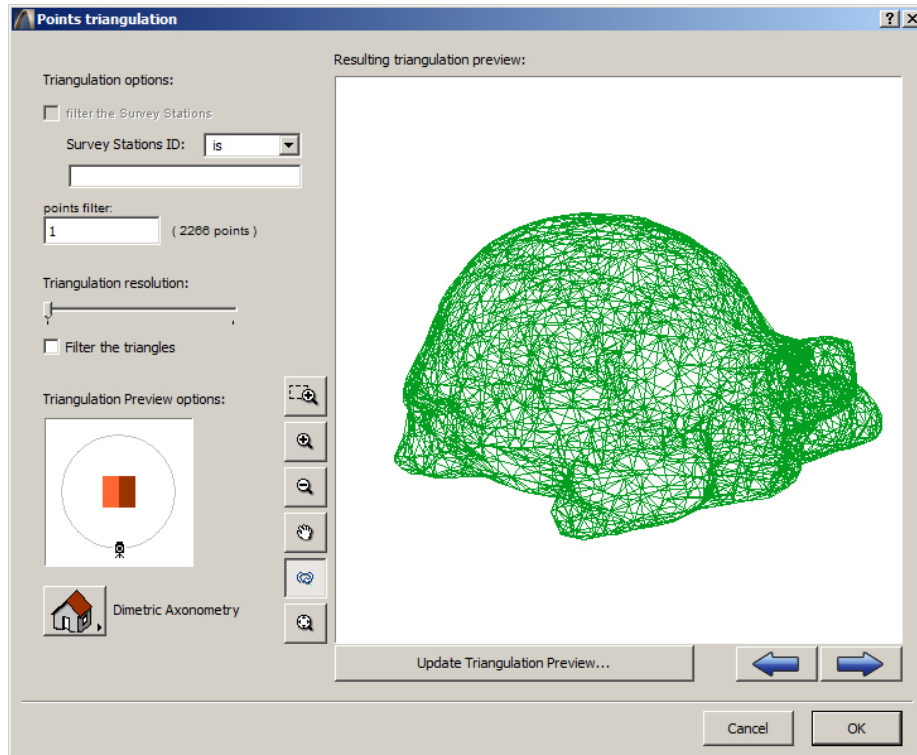 Points triangulation
Resulting triangulation preview:
Triangulation options:
filter the Survey Stations
Survey Stations ID: is
points filter:
1 ( 2266 points )
Triangulation resolution:
Filter the triangles
Triangulation Preview options:
Dimetric Axonometry
Update Triangulation Preview...
Cancel OK